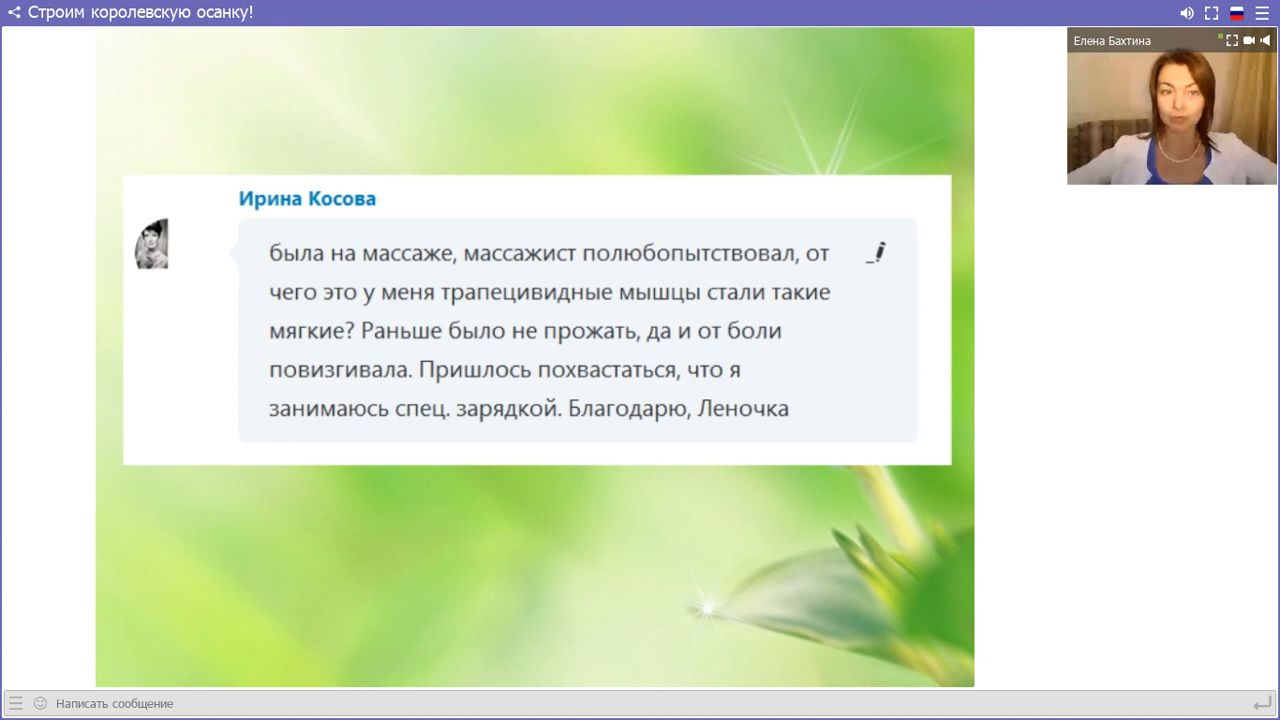 Строим королевскую осанку!
Елена Бахтина
Ирина Косова
была на массаже, массажист полюбопытствовал, от
чего это у меня трапецивидные мышцы стали такие
мягкие? Раньше было не прожать, да и от боли
повизгивала. Пришлось похвастаться, что я
занимаюсь спец. зарядкой. Благодарю, Леночка
Написать сообщение